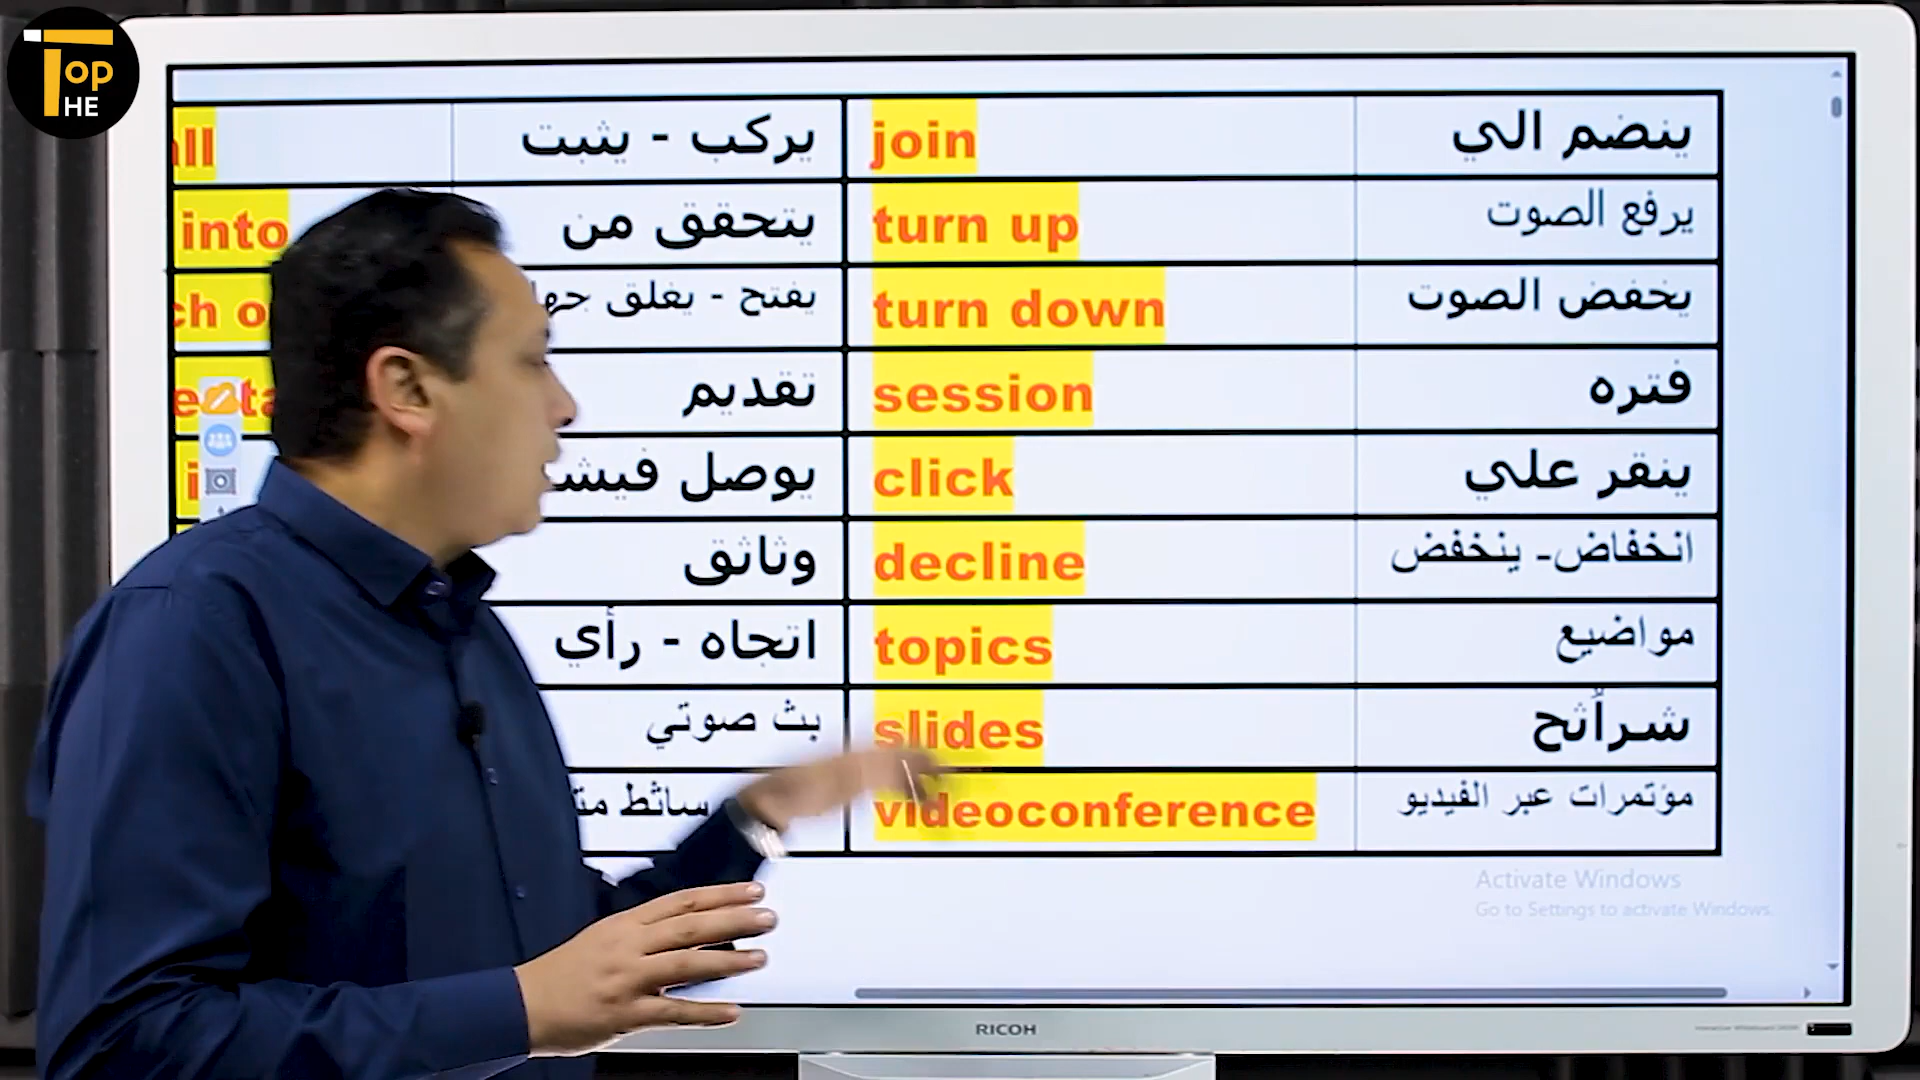 TOP
THE
يركب - يثبت join ينضم الي
into يتحقق من turn up يرفع الصوت
يفتح - يغلق turn down يخفض الصوت
تقديم session فتره
يوصل click ينقر علي
وثائق decline انخفاض- ينخفض
اتجاه - رأي topics مواضيع
بث صوتي slides شرائح
videoconference مؤتمرات عبر الفيديو
Activate Windows
Go to Settings to activate Windows.
RICOH